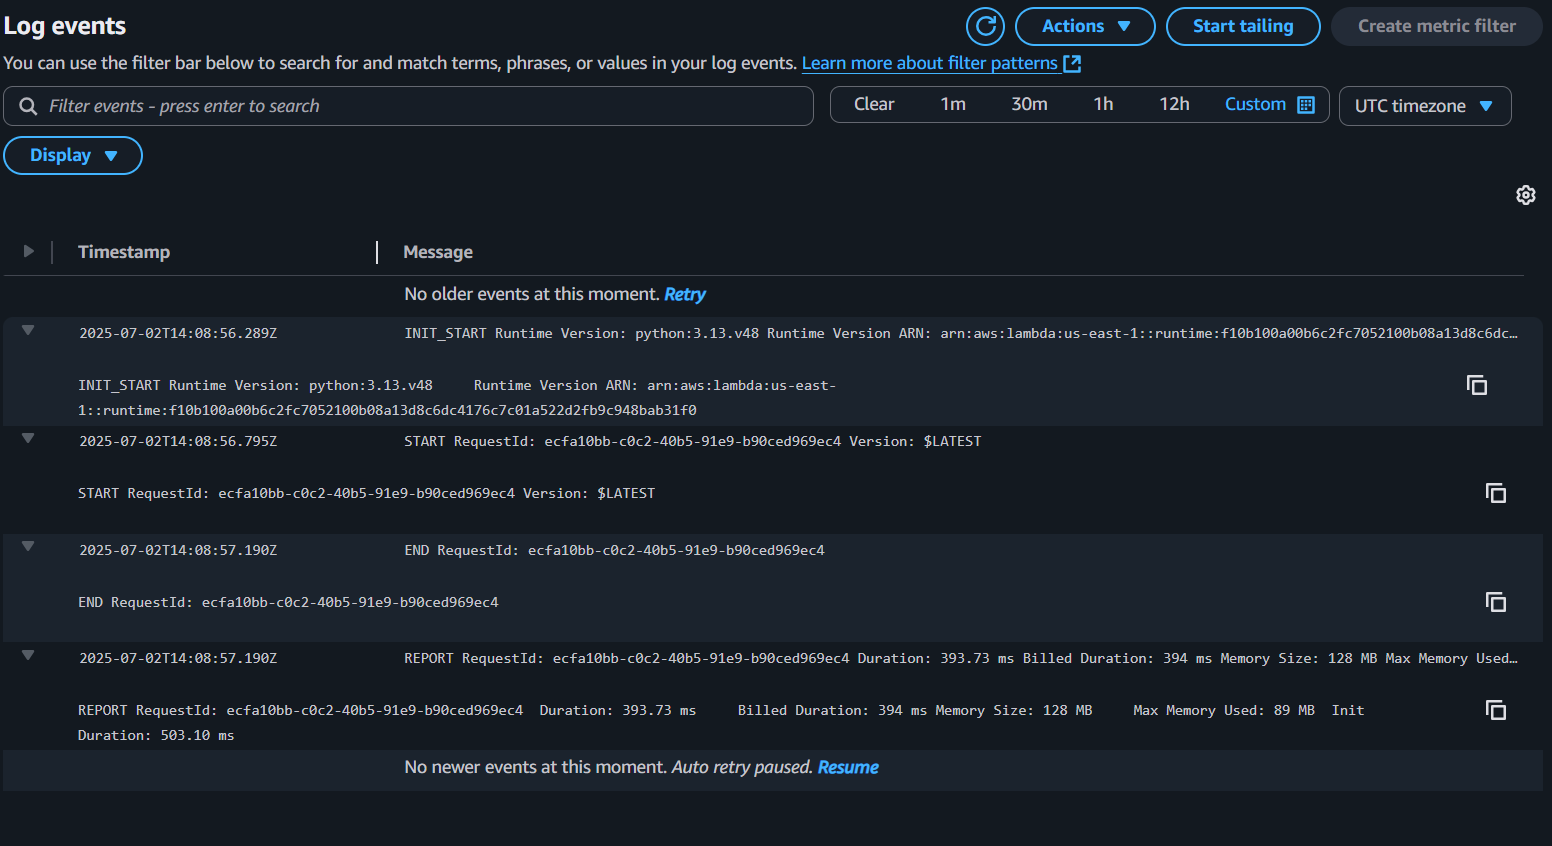 Log events
Actions
Start tailing
Create metric filter
You can use the filter bar below to search for and match terms, phrases, or values in your log events. Learn more about filter patterns
Filter events - press enter to search
Clear 1m 30m 1h 12h Custom
UTC timezone
Display
Timestamp Message
No older events at this moment. Retry
2025-07-02T14:08:56.289Z INIT_START Runtime Version: python:3.13.v48 Runtime Version ARN: arn:aws:lambda:us-east-1::runtime:f10b100a00b6c2fc7052100b08a13d8c6dc…
INIT_START Runtime Version: python:3.13.v48 Runtime Version ARN: arn:aws:lambda:us-east-
1::runtime:f10b100a00b6c2fc7052100b08a13d8c6dc4176c7c01a522d2fb9c948bab31f0
2025-07-02T14:08:56.795Z START RequestId: ecfa10bb-c0c2-40b5-91e9-b90ced969ec4 Version: $LATEST
START RequestId: ecfa10bb-c0c2-40b5-91e9-b90ced969ec4 Version: $LATEST
2025-07-02T14:08:57.190Z END RequestId: ecfa10bb-c0c2-40b5-91e9-b90ced969ec4
END RequestId: ecfa10bb-c0c2-40b5-91e9-b90ced969ec4
2025-07-02T14:08:57.190Z REPORT RequestId: ecfa10bb-c0c2-40b5-91e9-b90ced969ec4 Duration: 393.73 ms Billed Duration: 394 ms Memory Size: 128 MB Max Memory Used…
REPORT RequestId: ecfa10bb-c0c2-40b5-91e9-b90ced969ec4 Duration: 393.73 ms Billed Duration: 394 ms Memory Size: 128 MB Max Memory Used: 89 MB Init
Duration: 503.10 ms
No newer events at this moment. Auto retry paused. Resume